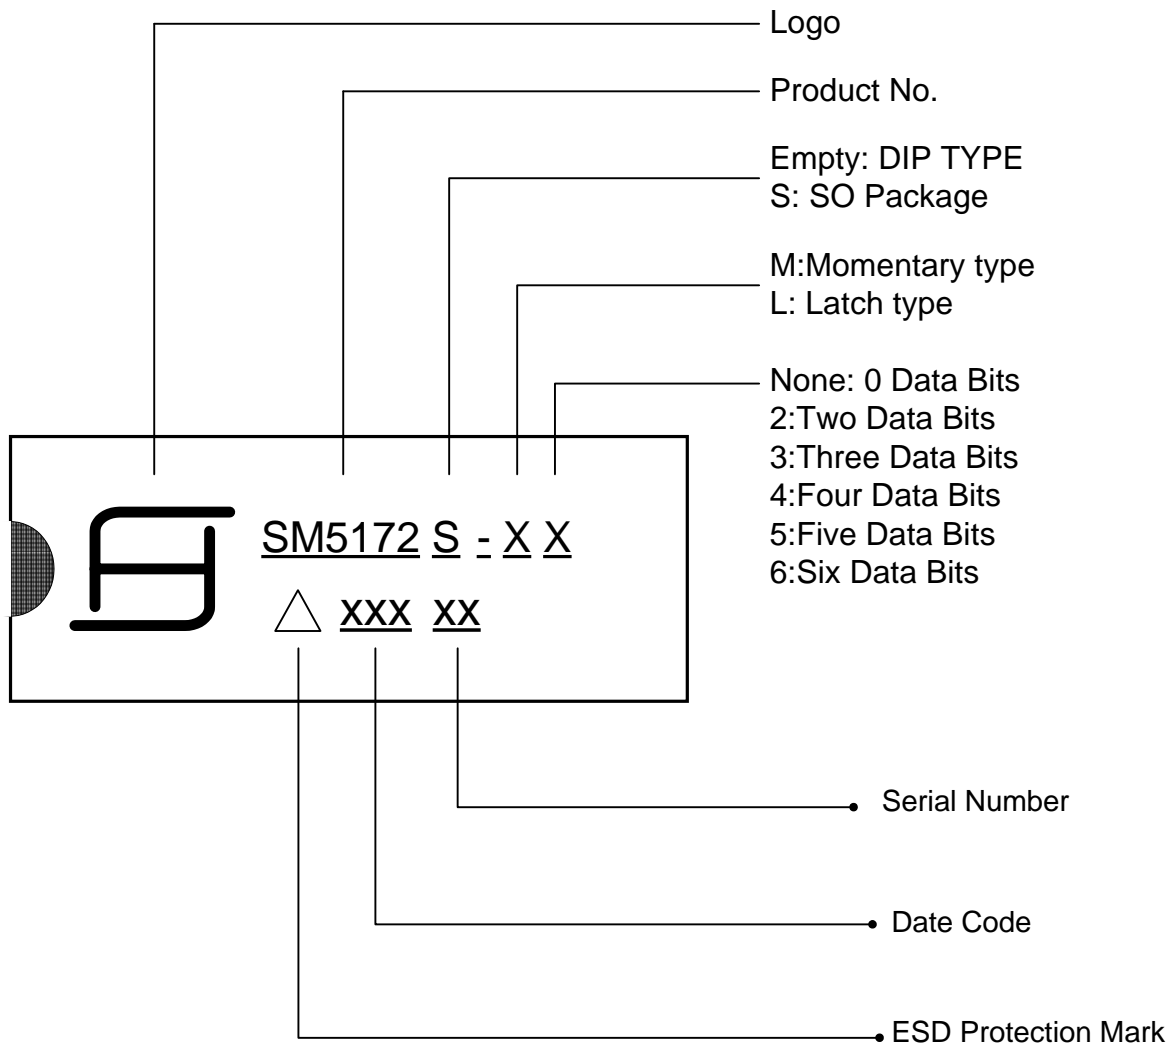 Logo
Product No.
Empty: DIP TYPE
S: SO Package
M:Momentary type
L: Latch type
None: 0 Data Bits
2:Two Data Bits
3:Three Data Bits
4:Four Data Bits
5:Five Data Bits
6:Six Data Bits
SM5172 S - X X
xxx xx
Serial Number
Date Code
ESD Protection Mark